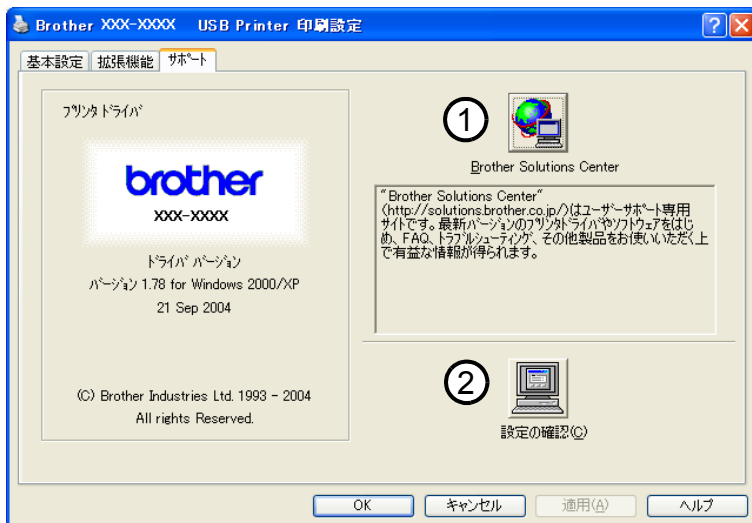 Brother XXX-XXXX USB Printer 印刷設定
基本設定 拡張機能 サポート
プリンタ ドライバ
brother
XXX-XXXX
ドライバ バージョン
バージョン 1.78 for Windows 2000/XP
21 Sep 2004
(C) Brother Industries Ltd. 1993 - 2004
All rights Reserved.
1
Brother Solutions Center
"Brother Solutions Center"
(http://solutions.brother.co.jp/)はユーザーサポート専用
サイトです。最新バージョンのプリンタドライバやソフトウェアをはじ
め、FAQ、トラブルシューティング、その他製品をお使いいただく上
で有益な情報が得られます。
2
設定の確認(C)
OK キャンセル 適用(A) ヘルプ